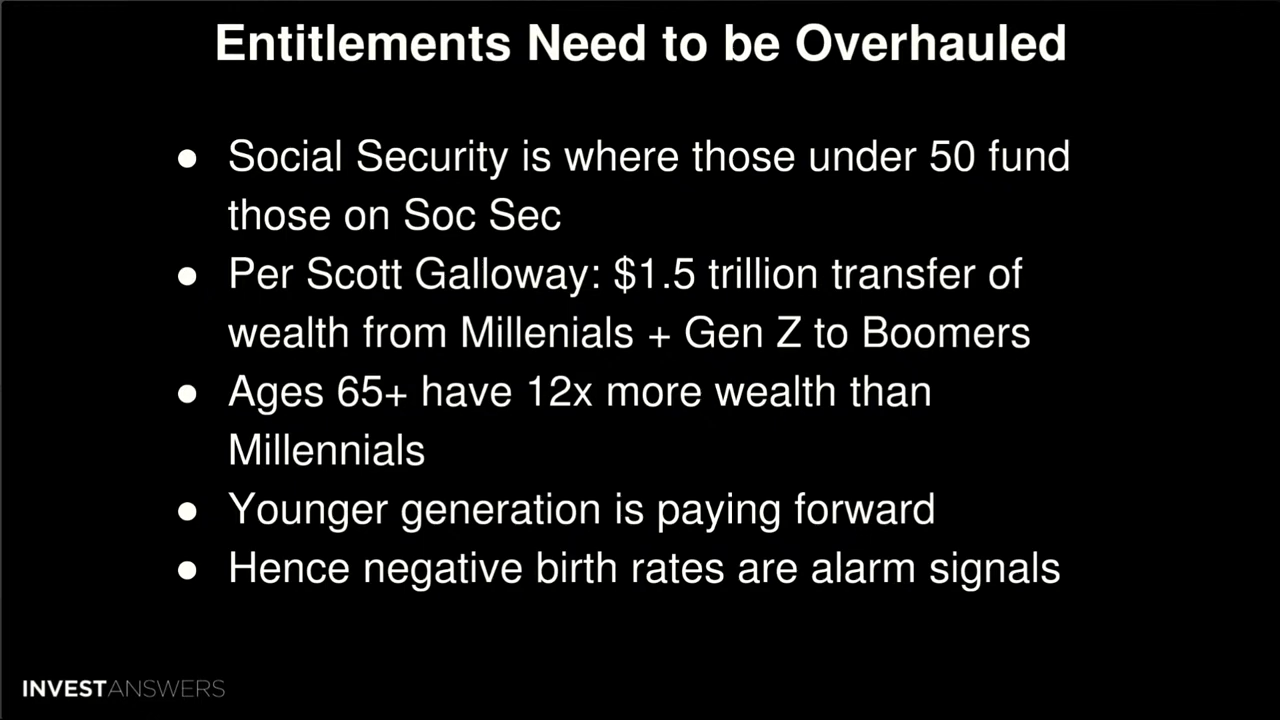 Entitlements Need to be Overhauled
● Social Security is where those under 50 fund
those on Soc Sec
● Per Scott Galloway: $1.5 trillion transfer of
wealth from Millenials + Gen Z to Boomers
● Ages 65+ have 12x more wealth than
Millennials
● Younger generation is paying forward
● Hence negative birth rates are alarm signals
INVESTANSWERS